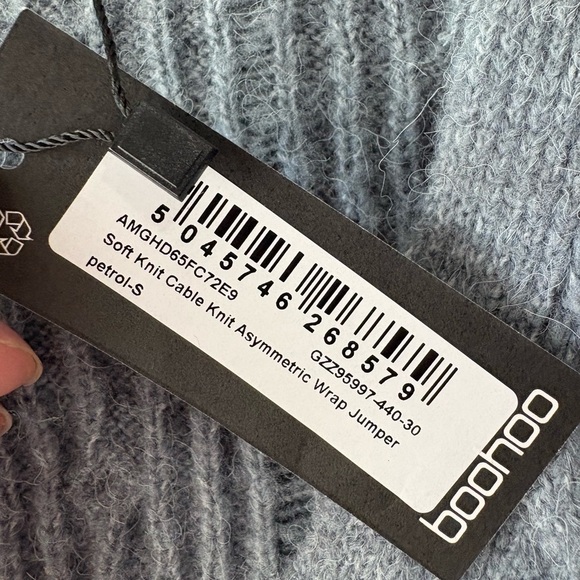 5 045746 268579
AMGHD65FC72E9
GZZ95997-440-30
Soft Knit Cable Knit Asymmetric Wrap Jumper
petrol-S
boohoo